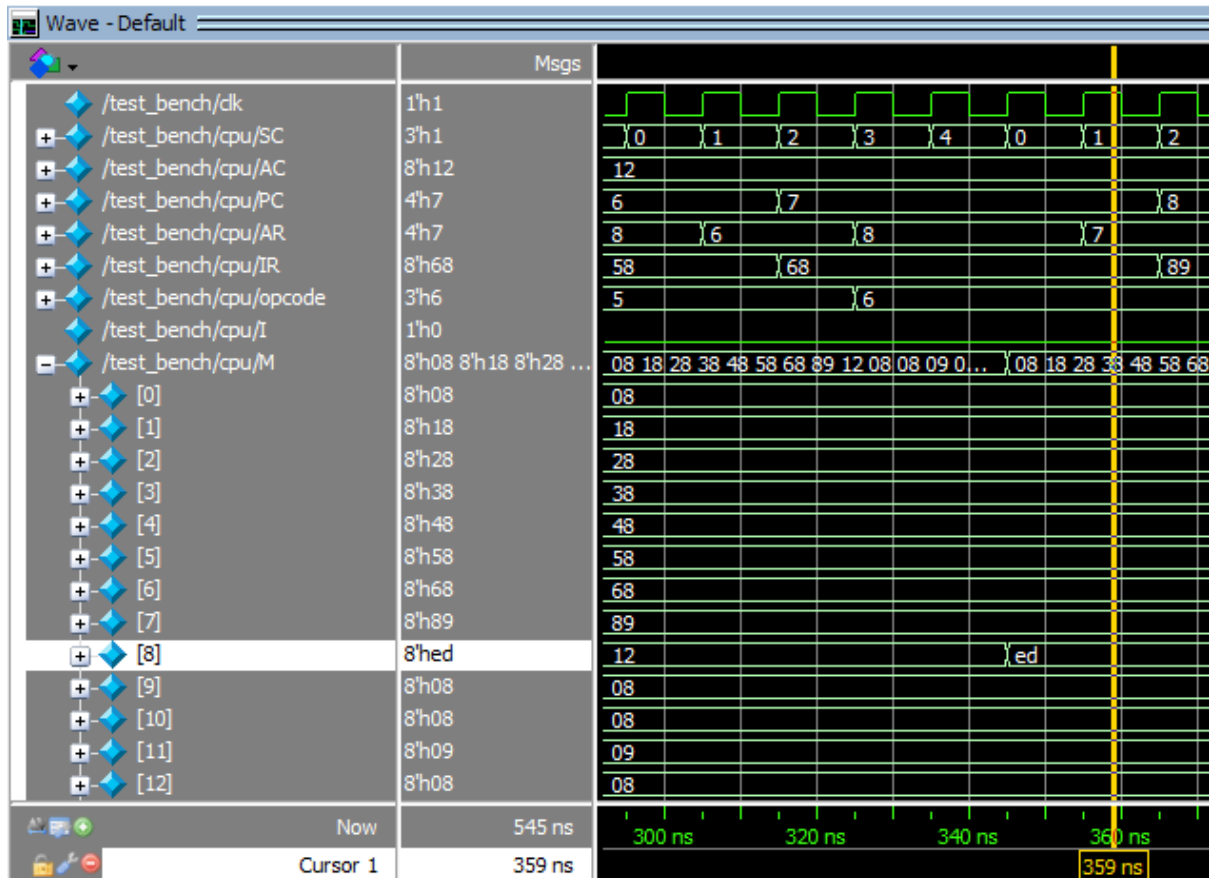 Wave - Default
Msgs
/test_bench/clk 1'h1
/test_bench/cpu/SC 3'h1 0 1 2 3 4 0 1 2
/test_bench/cpu/AC 8'h12 12
/test_bench/cpu/PC 4'h7 6 7 8
/test_bench/cpu/AR 4'h7 8 6 8 7
/test_bench/cpu/IR 8'h68 58 68 89
/test_bench/cpu/opcode 3'h6 5 6
/test_bench/cpu/I 1'h0
/test_bench/cpu/M 8'h08 8'h18 8'h28 ... 08 18 28 38 48 58 68 89 12 08 08 09 0... 08 18 28 38 48 58 68
[0] 8'h08 08
[1] 8'h18 18
[2] 8'h28 28
[3] 8'h38 38
[4] 8'h48 48
[5] 8'h58 58
[6] 8'h68 68
[7] 8'h89 89
[8] 8'hed 12 ed
[9] 8'h08 08
[10] 8'h08 08
[11] 8'h09 09
[12] 8'h08 08
Now 545 ns 300 ns 320 ns 340 ns 360 ns
Cursor 1 359 ns 359 ns